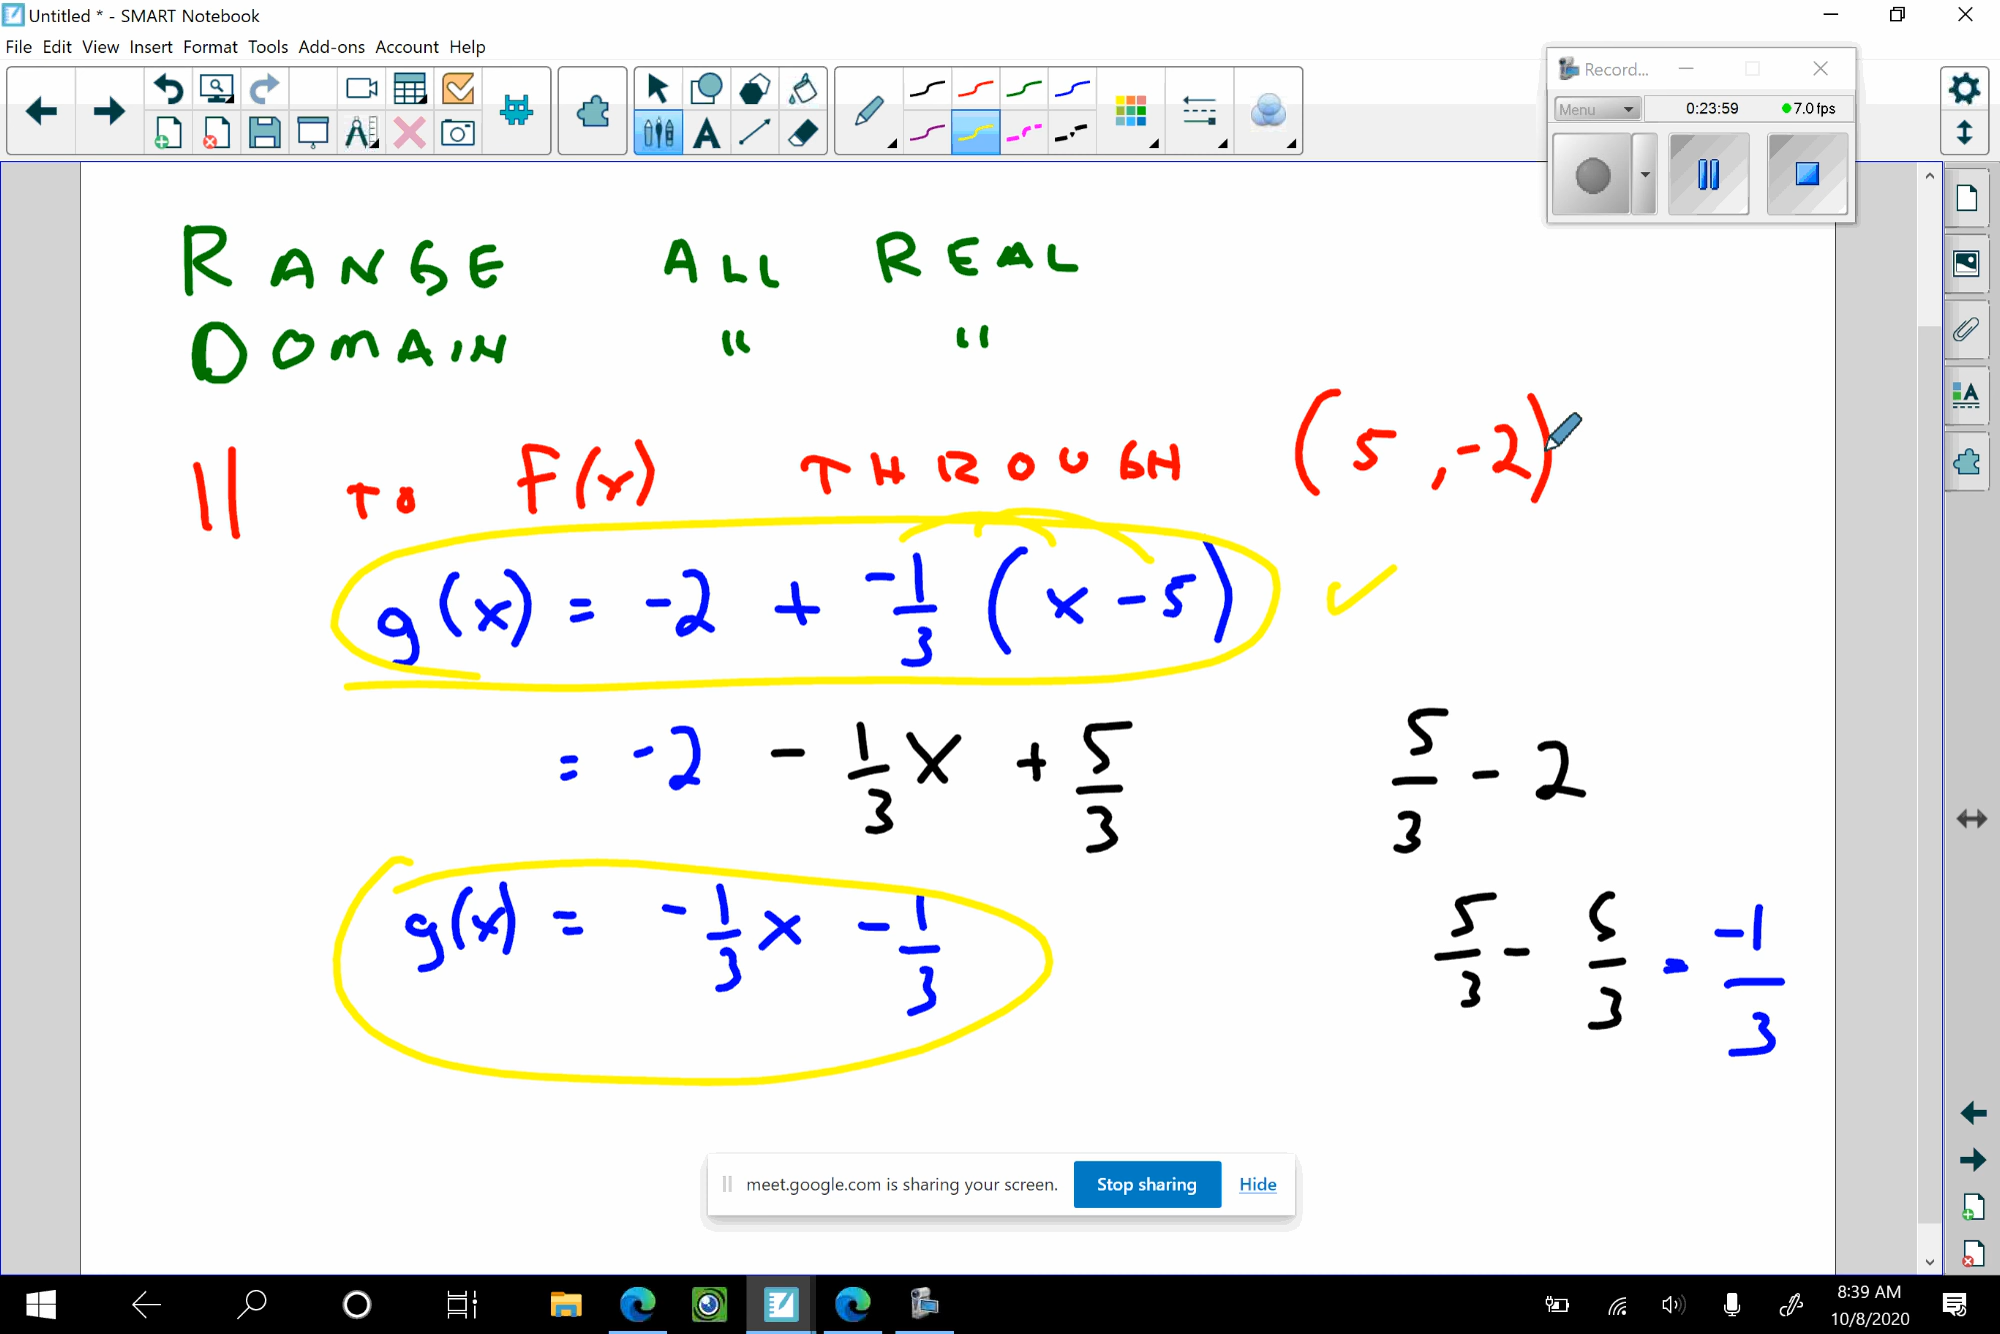 Untitled * - SMART Notebook
File Edit View Insert Format Tools Add-ons Account Help
Record...
Menu 0:23:59 7.0 fps
RANGE ALL REAL
DOMAIN " "
|| TO F(x) THROUGH (5, -2)
g(x) = -2 + -1/3 (x - 5) ✓
= -2 - 1/3 x + 5/3
5/3 - 2
g(x) = -1/3 x - 1/3
5/3 - 6/3 = -1/3
meet.google.com is sharing your screen. Stop sharing Hide
8:39 AM
10/8/2020